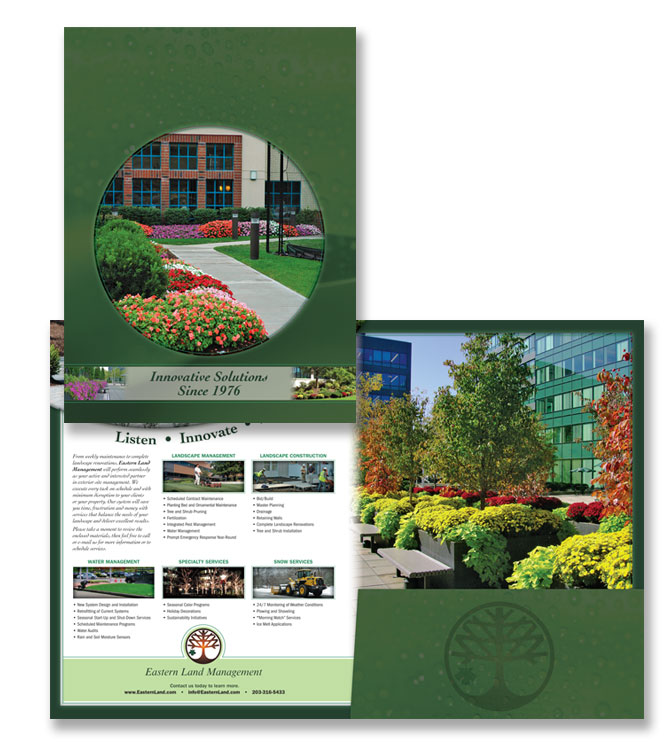 Innovative Solutions
Since 1976
Listen • Innovate •
From weekly maintenance to complete
landscape renovations, Eastern Land
Management will perform seamlessly
as your active and interested partner
in exterior site management. We
execute every task on schedule and with
minimum disruption to your clients
or your property. Our system will save
you time, frustration and money with
services that balance the needs of your
landscape and deliver excellent results.
Please take a moment to review the
enclosed materials, then feel free to call
or e-mail us for more information or to
schedule services.
LANDSCAPE MANAGEMENT
• Scheduled Contract Maintenance
• Planting Bed and Ornamental Maintenance
• Tree and Shrub Pruning
• Fertilization
• Integrated Pest Management
• Water Management
• Prompt Emergency Response Year-Round
LANDSCAPE CONSTRUCTION
• Bid/Build
• Master Planning
• Drainage
• Retaining Walls
• Complete Landscape Renovations
• Tree and Shrub Installation
WATER MANAGEMENT
• New System Design and Installation
• Retrofitting of Current Systems
• Seasonal Start-Up and Shut-Down Services
• Scheduled Maintenance Programs
• Water Audits
• Rain and Soil Moisture Sensors
SPECIALTY SERVICES
• Seasonal Color Programs
• Holiday Decorations
• Sustainability Initiatives
SNOW SERVICES
• 24/7 Monitoring of Weather Conditions
• Plowing and Shoveling
• "Morning Watch" Services
• Ice Melt Applications
Eastern Land Management
Contact us today to learn more.
www.EasternLand.com • info@EasternLand.com • 203-316-5433